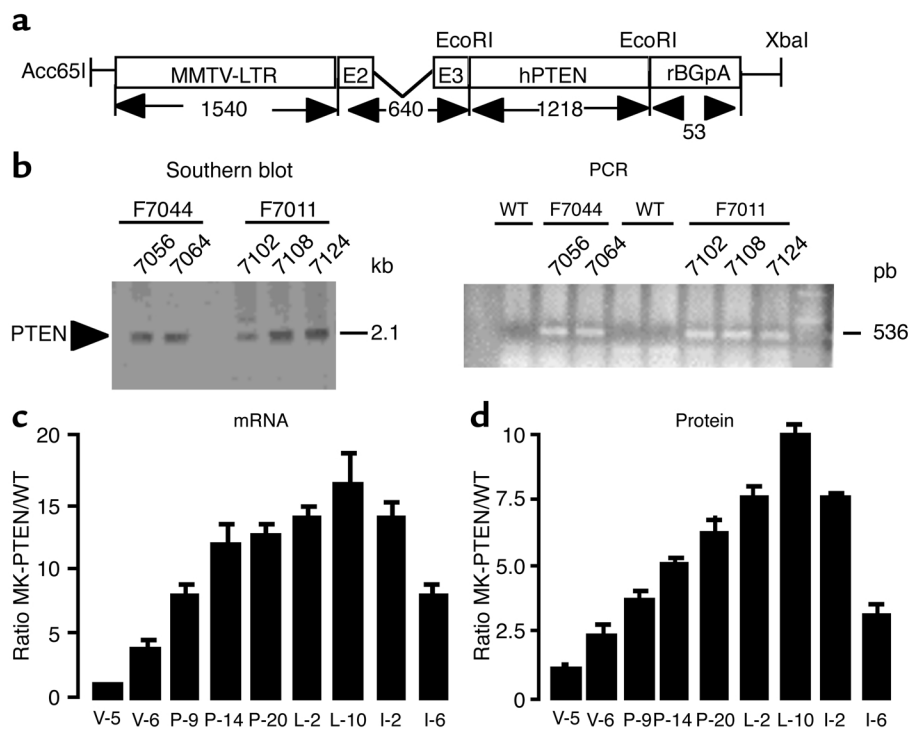 a
EcoRI EcoRI XbaI
Acc65I MMTV-LTR E2 E3 hPTEN rBGpA
1540 640 1218 53
b
Southern blot
F7044 F7011
7056 7064 7102 7108 7124 kb
PTEN 2.1
PCR
WT F7044 WT F7011
7056 7064 7102 7108 7124 pb
536
c
mRNA
Ratio MK-PTEN/WT
20
15
10
5
0
V-5 V-6 P-9 P-14 P-20 L-2 L-10 I-2 I-6
d
Protein
Ratio MK-PTEN/WT
10
7.5
5.0
2.5
0
V-5 V-6 P-9 P-14 P-20 L-2 L-10 I-2 I-6